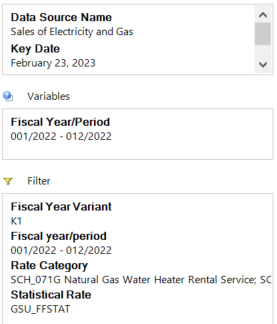 Data Source Name
Sales of Electricity and Gas
Key Date
February 23, 2023
Variables
Fiscal Year/Period
001/2022 - 012/2022
Filter
Fiscal Year Variant
K1
Fiscal year/period
001/2022 - 012/2022
Rate Category
SCH_071G Natural Gas Water Heater Rental Service; SC
Statistical Rate
GSU_FFSTAT